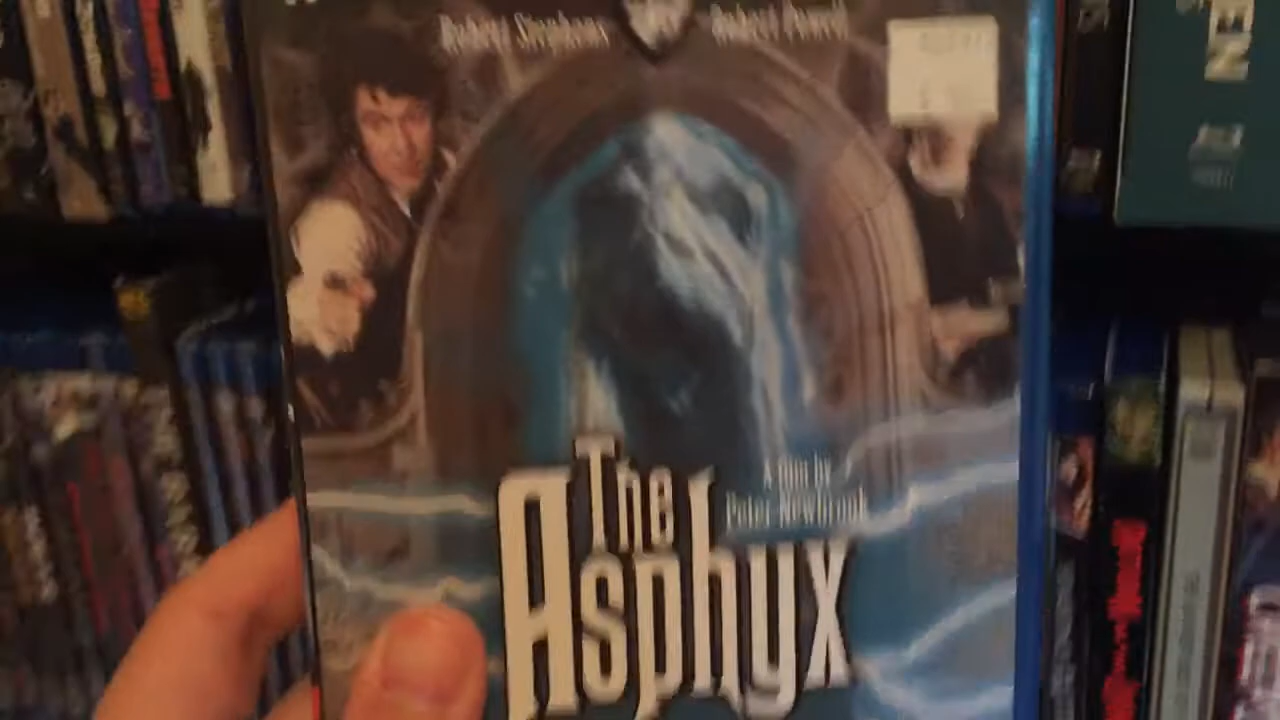 Robert Stephens
Robert Powell
The
Asphyx
A film by
Peter Newbrook